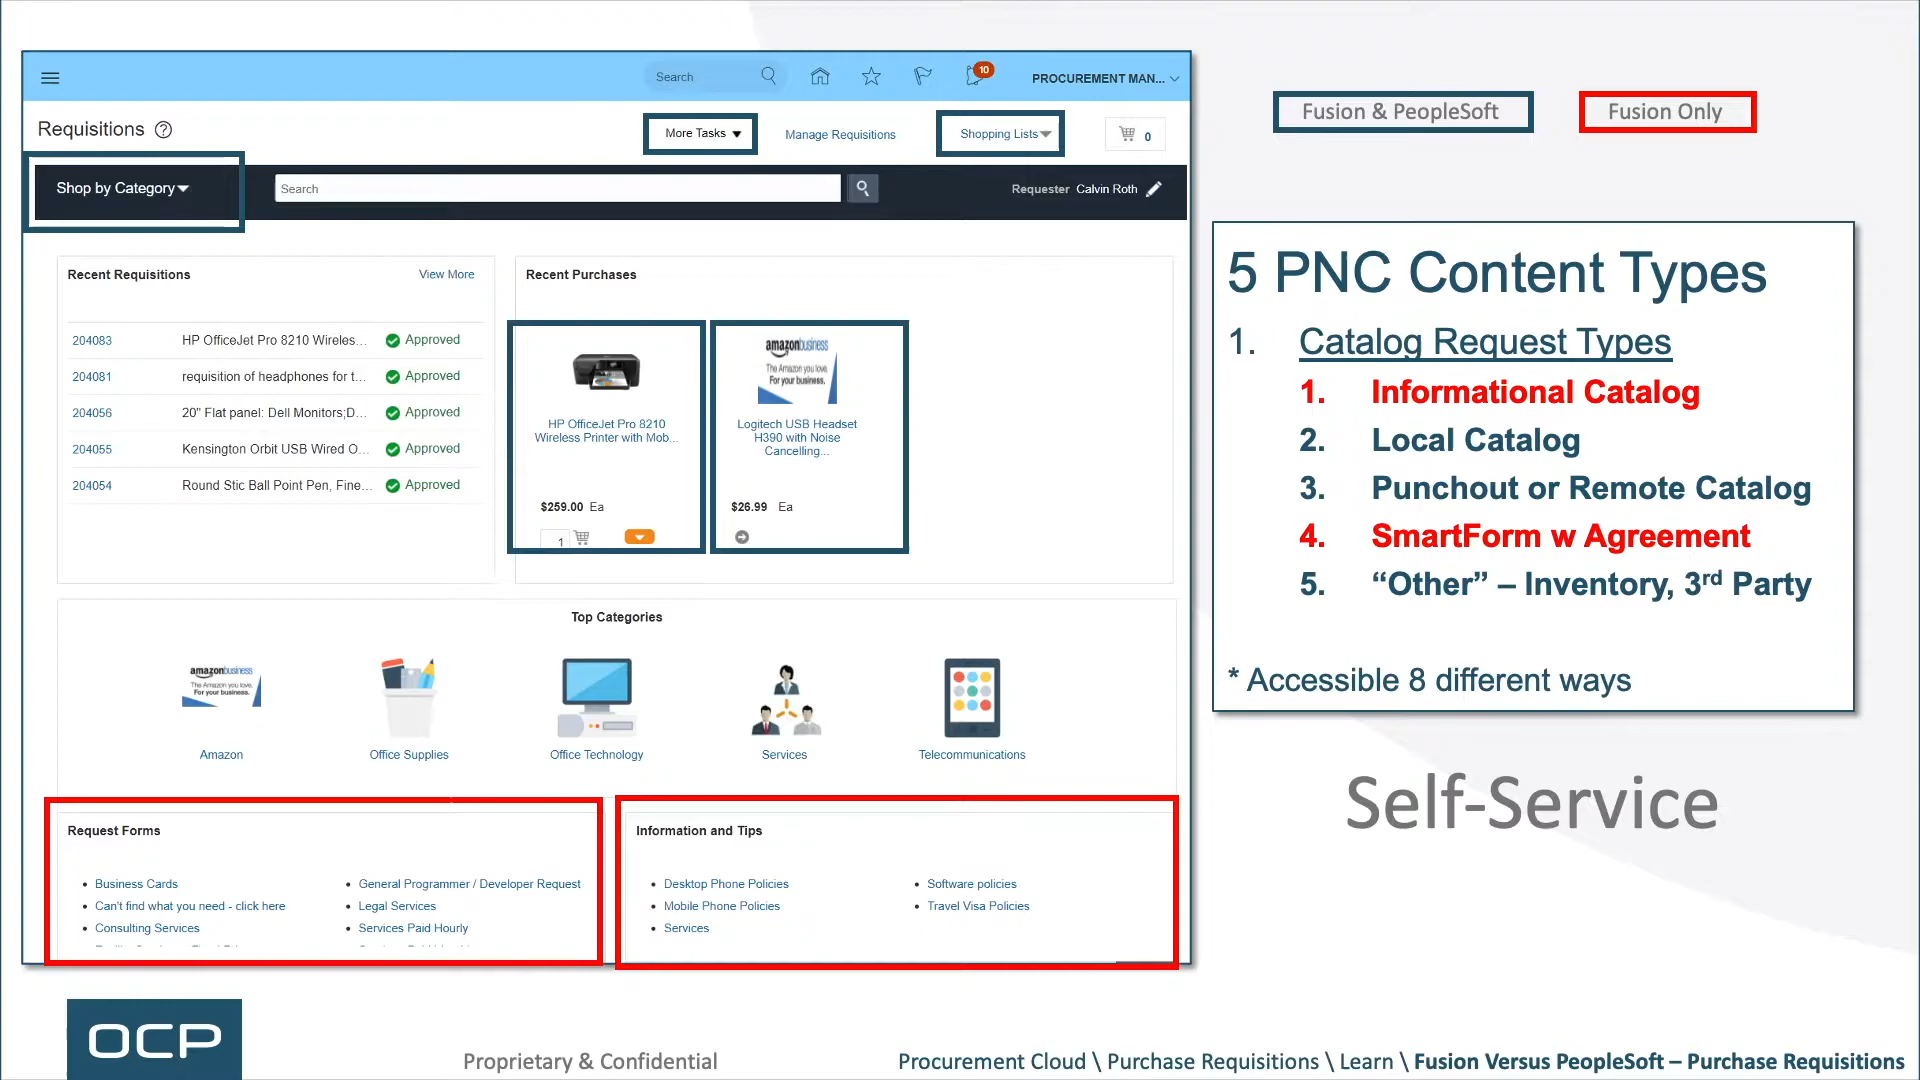 Search
10
PROCUREMENT MAN...
Fusion & PeopleSoft
Fusion Only
Requisitions ?
More Tasks
Manage Requisitions
Shopping Lists
0
Shop by Category
Search
Requester Calvin Roth
Recent Requisitions
View More
204083 HP OfficeJet Pro 8210 Wireles... Approved
204081 requisition of headphones for t... Approved
204056 20" Flat panel: Dell Monitors;D... Approved
204055 Kensington Orbit USB Wired O... Approved
204054 Round Stic Ball Point Pen, Fine... Approved
Recent Purchases
HP OfficeJet Pro 8210
Wireless Printer with Mob...
$259.00 Ea
1
amazonbusiness
The Amazon you love.
For your business.
Logitech USB Headset
H390 with Noise
Cancelling...
$26.99 Ea
Top Categories
amazonbusiness
The Amazon you love.
For your business.
Amazon
Office Supplies
Office Technology
Services
Telecommunications
Request Forms
• Business Cards
• Can't find what you need - click here
• Consulting Services
• General Programmer / Developer Request
• Legal Services
• Services Paid Hourly
Information and Tips
• Desktop Phone Policies
• Mobile Phone Policies
• Services
• Software policies
• Travel Visa Policies
5 PNC Content Types
1. Catalog Request Types
1. Informational Catalog
2. Local Catalog
3. Punchout or Remote Catalog
4. SmartForm w Agreement
5. “Other” – Inventory, 3rd Party
* Accessible 8 different ways
Self-Service
OCP
Proprietary & Confidential
Procurement Cloud \ Purchase Requisitions \ Learn \ Fusion Versus PeopleSoft – Purchase Requisitions